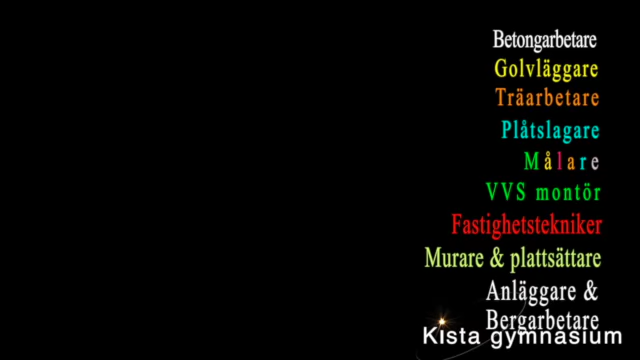 Betongarbetare
Golvläggare
Träarbetare
Plåtslagare
Målare
VVS montör
Fastighetstekniker
Murare & plattsättare
Anläggare &
Bergarbetare
Kista gymnasium